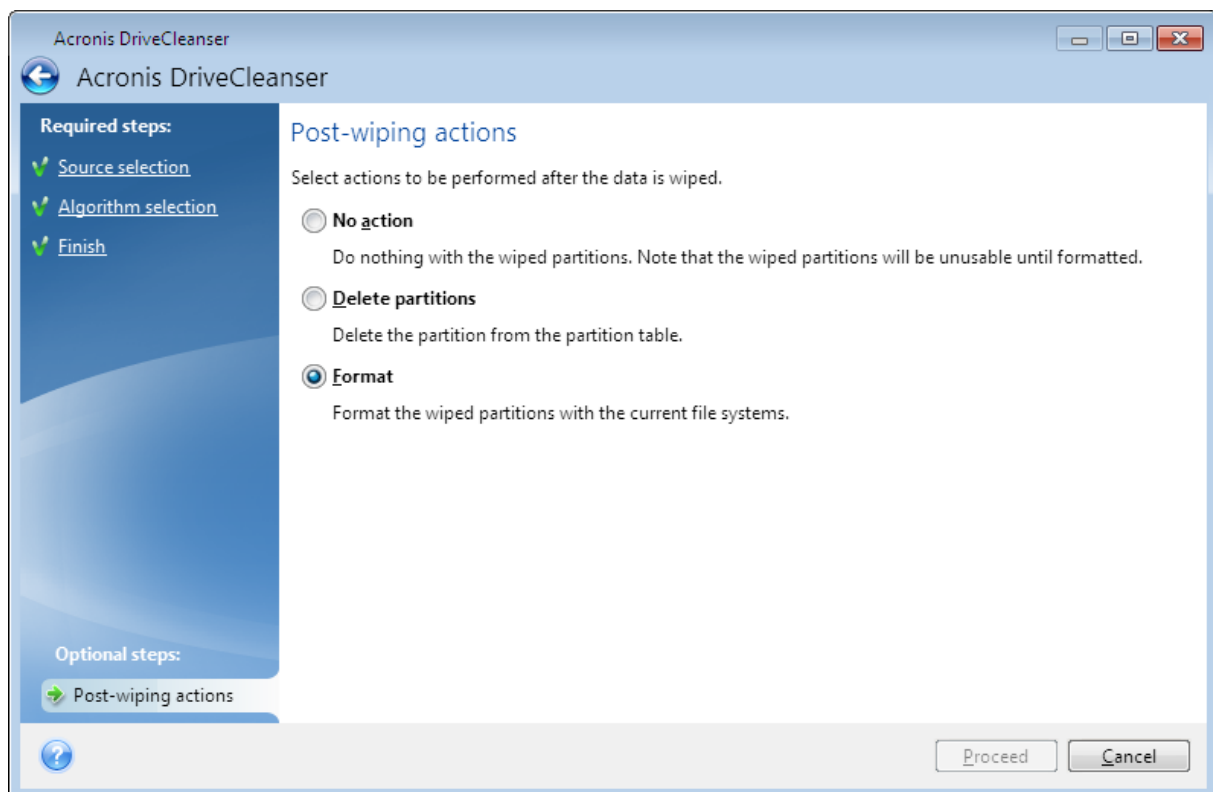 Acronis DriveCleanser
Acronis DriveCleanser
Required steps:
Source selection
Algorithm selection
Finish
Optional steps:
Post-wiping actions
Post-wiping actions
Select actions to be performed after the data is wiped.
No action
Do nothing with the wiped partitions. Note that the wiped partitions will be unusable until formatted.
Delete partitions
Delete the partition from the partition table.
Format
Format the wiped partitions with the current file systems.
?
Proceed
Cancel